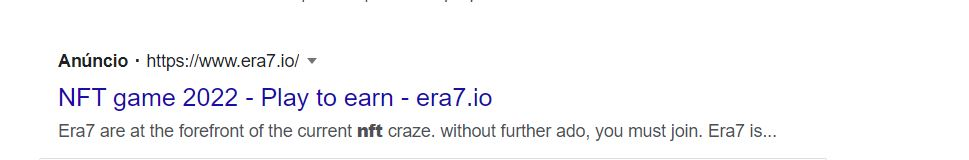 Anúncio · https://www.era7.io/
NFT game 2022 - Play to earn - era7.io
Era7 are at the forefront of the current nft craze. without further ado, you must join. Era7 is...